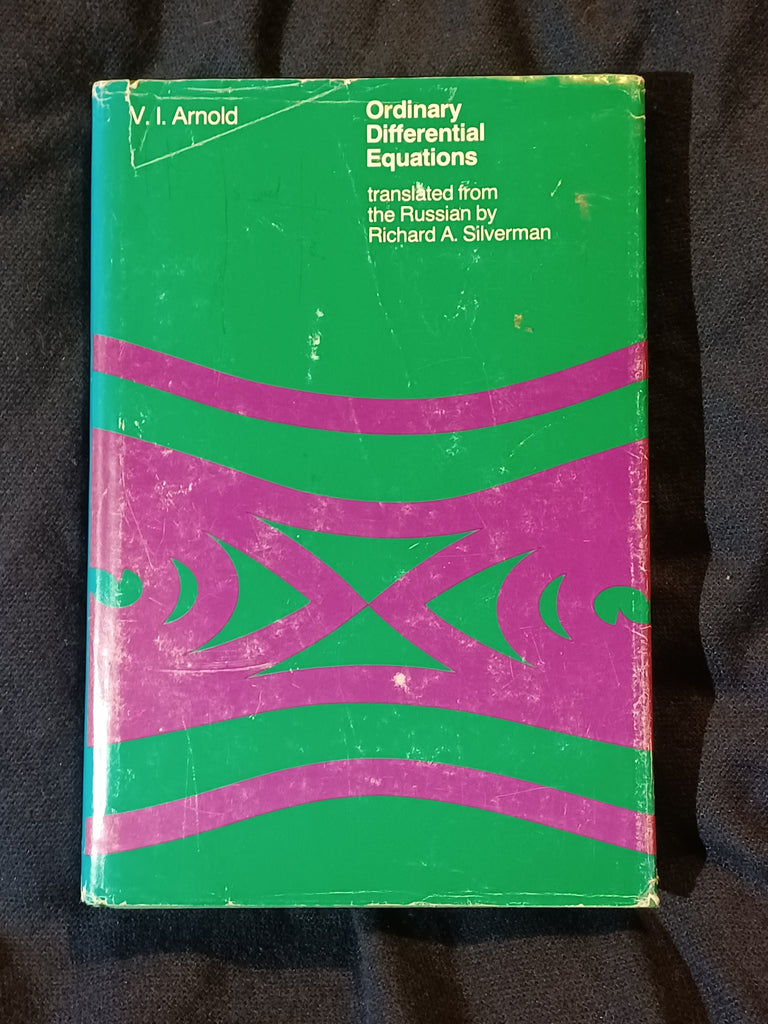 V. I. Arnold
Ordinary
Differential
Equations
translated from
the Russian by
Richard A. Silverman